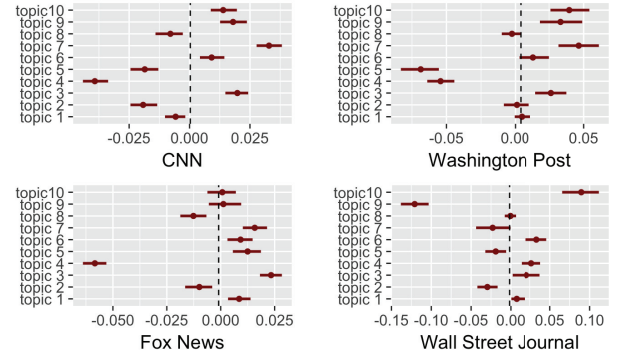 topic10
topic 9
topic 8
topic 7
topic 6
topic 5
topic 4
topic 3
topic 2
topic 1
-0.025 0.000 0.025
CNN
topic10
topic 9
topic 8
topic 7
topic 6
topic 5
topic 4
topic 3
topic 2
topic 1
-0.05 0.00 0.05
Washington Post
topic10
topic 9
topic 8
topic 7
topic 6
topic 5
topic 4
topic 3
topic 2
topic 1
-0.050 -0.025 0.000 0.025
Fox News
topic10
topic 9
topic 8
topic 7
topic 6
topic 5
topic 4
topic 3
topic 2
topic 1
-0.15 -0.10 -0.05 0.00 0.05 0.10
Wall Street Journal